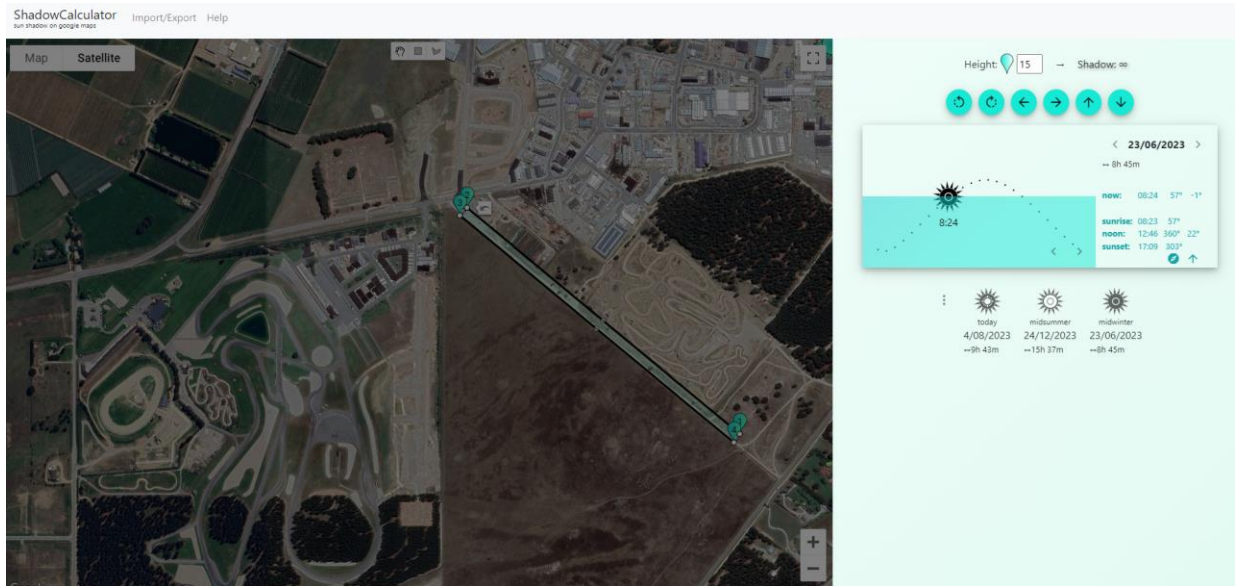 ShadowCalculator
sun shadow on google maps
Import/Export Help
Map Satellite
Height: 15 → Shadow: ∞
< 23/06/2023 >
↔ 8h 45m
now: 08:24 57° -1°
8:24
sunrise: 08:23 57°
noon: 12:46 360° 22°
sunset: 17:09 303°
today midsummer midwinter
4/08/2023 24/12/2023 23/06/2023
↔9h 43m ↔15h 37m ↔8h 45m